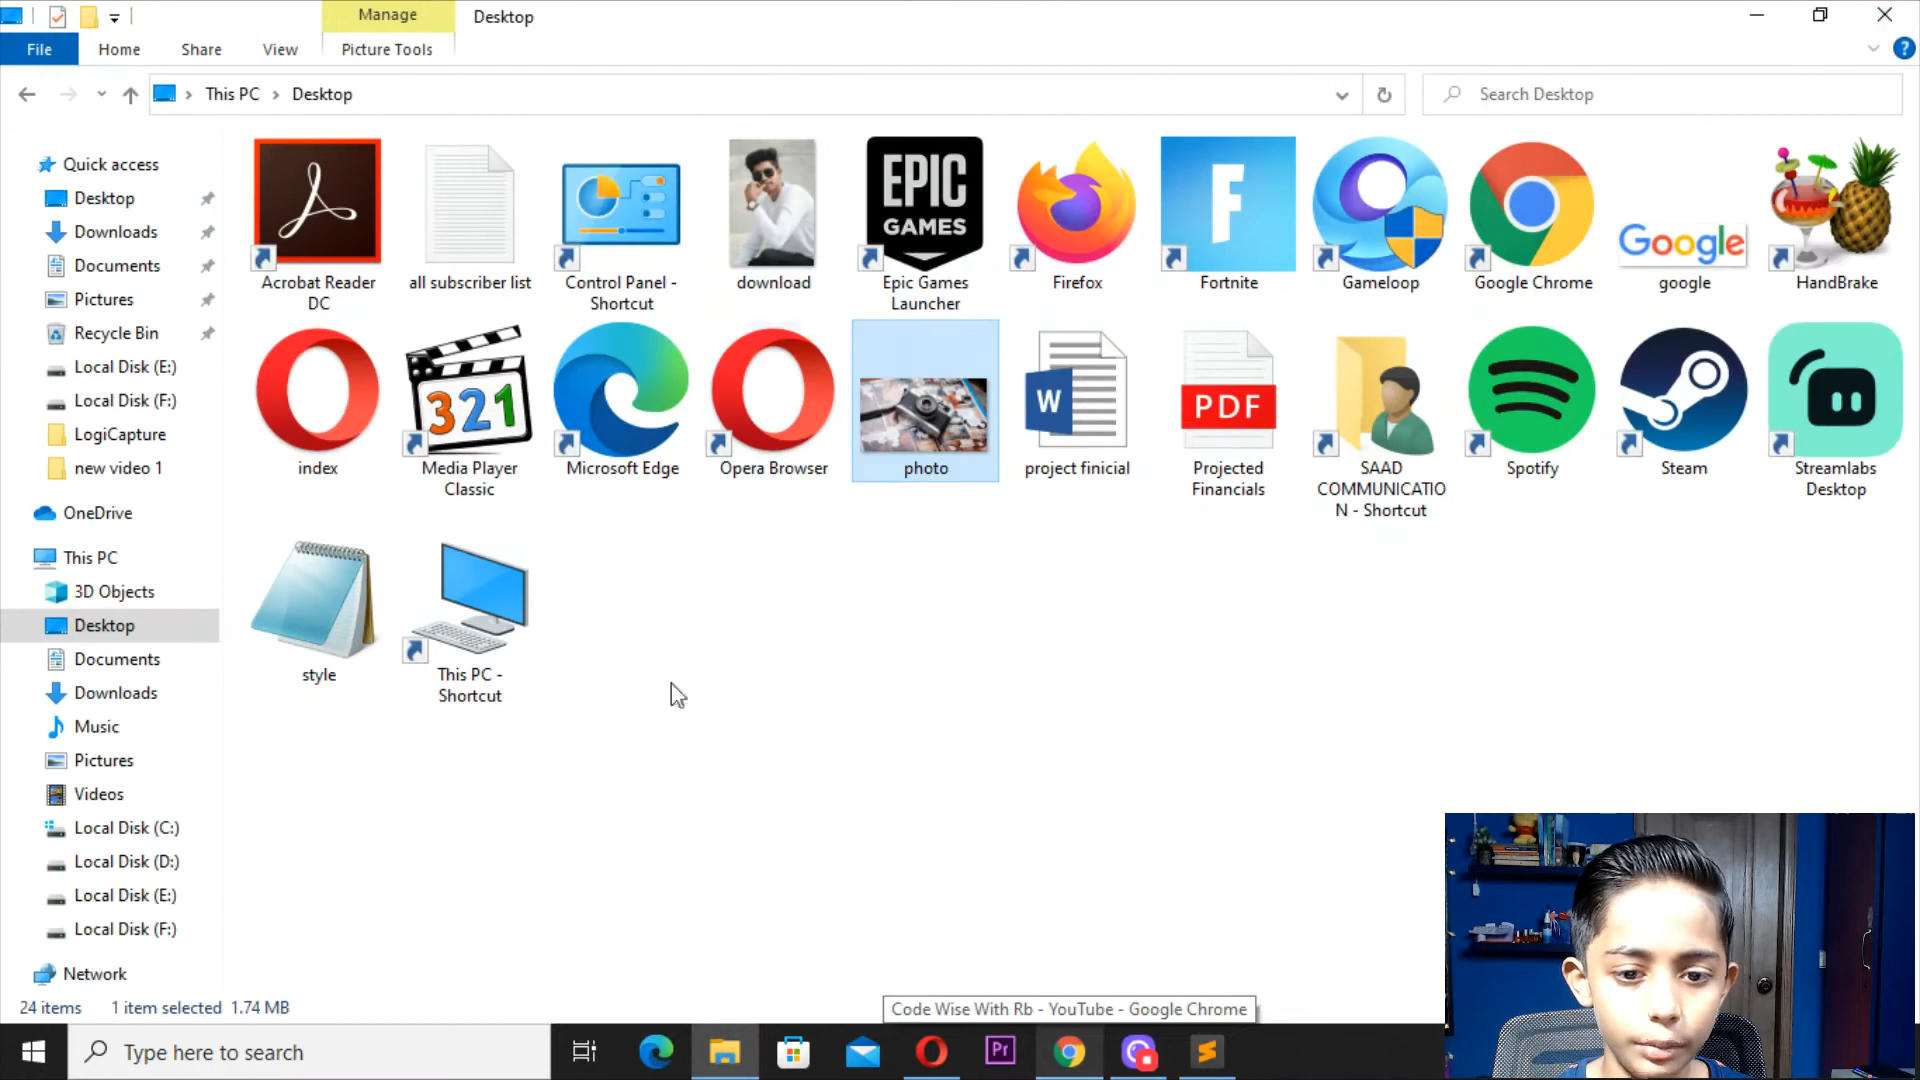 Manage
Desktop
File
Home
Share
View
Picture Tools
?
This PC
Desktop
Search Desktop
Quick access
Desktop
Downloads
Documents
Pictures
Recycle Bin
Local Disk (E:)
Local Disk (F:)
LogiCapture
new video 1
OneDrive
This PC
3D Objects
Desktop
Documents
Downloads
Music
Pictures
Videos
Local Disk (C:)
Local Disk (D:)
Local Disk (E:)
Local Disk (F:)
Network
Acrobat Reader
DC
all subscriber list
Control Panel -
Shortcut
download
EPIC
GAMES
Epic Games
Launcher
Firefox
F
Fortnite
Gameloop
Google Chrome
Google
google
HandBrake
index
321
Media Player
Classic
Microsoft Edge
Opera Browser
photo
W
project finicial
PDF
Projected
Financials
SAAD
COMMUNICATIO
N - Shortcut
Spotify
Steam
Streamlabs
Desktop
style
This PC -
Shortcut
24 items
1 item selected 1.74 MB
Code Wise With Rb - YouTube - Google Chrome
Type here to search
Pr